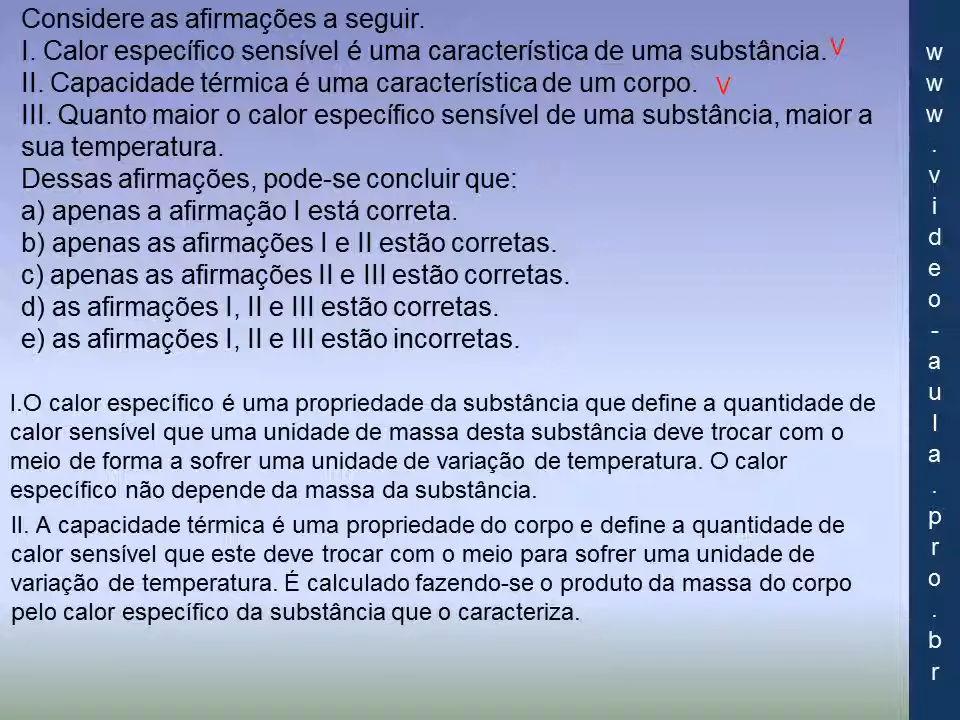 Considere as afirmações a seguir.
I. Calor específico sensível é uma característica de uma substância. V
II. Capacidade térmica é uma característica de um corpo. V
III. Quanto maior o calor específico sensível de uma substância, maior a
sua temperatura.
Dessas afirmações, pode-se concluir que:
a) apenas a afirmação I está correta.
b) apenas as afirmações I e II estão corretas.
c) apenas as afirmações II e III estão corretas.
d) as afirmações I, II e III estão corretas.
e) as afirmações I, II e III estão incorretas.
I.O calor específico é uma propriedade da substância que define a quantidade de
calor sensível que uma unidade de massa desta substância deve trocar com o
meio de forma a sofrer uma unidade de variação de temperatura. O calor
específico não depende da massa da substância.
II. A capacidade térmica é uma propriedade do corpo e define a quantidade de
calor sensível que este deve trocar com o meio para sofrer uma unidade de
variação de temperatura. É calculado fazendo-se o produto da massa do corpo
pelo calor específico da substância que o caracteriza.
www.video-aula.pro.br